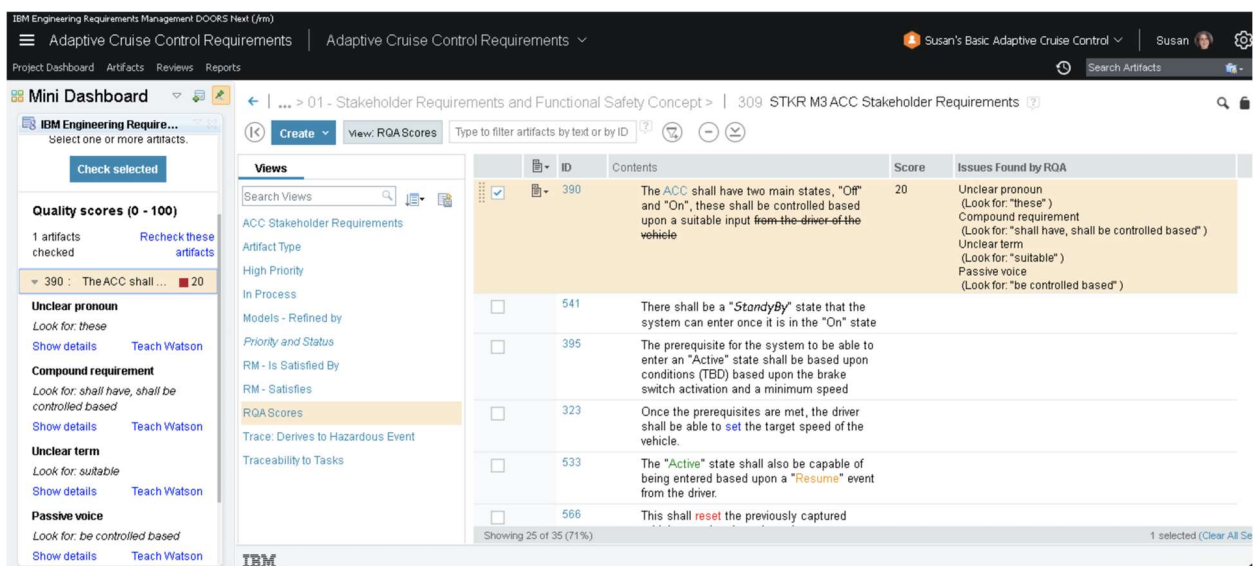 IBM Engineering Requirements Management DOORS Next (/rm)
Adaptive Cruise Control Requirements
Adaptive Cruise Control Requirements
Susan's Basic Adaptive Cruise Control
Susan
Project Dashboard Artifacts Reviews Reports
Search Artifacts
Mini Dashboard
IBM Engineering Require...
Select one or more artifacts.
Check selected
Quality scores (0 - 100)
1 artifacts checked
Recheck these artifacts
390 : The ACC shall ... 20
Unclear pronoun
Look for: these
Show details Teach Watson
Compound requirement
Look for: shall have, shall be
controlled based
Show details Teach Watson
Unclear term
Look for: suitable
Show details Teach Watson
Passive voice
Look for: be controlled based
Show details Teach Watson
... > 01 - Stakeholder Requirements and Functional Safety Concept > 309 STKR M3 ACC Stakeholder Requirements
Create View: RQA Scores Type to filter artifacts by text or by ID
Views
Search Views
ACC Stakeholder Requirements
Artifact Type
High Priority
In Process
Models - Refined by
Priority and Status
RM - Is Satisfied By
RM - Satisfies
RQA Scores
Trace: Derives to Hazardous Event
Traceability to Tasks
ID Contents Score Issues Found by RQA
390
The ACC shall have two main states, "Off"
and "On", these shall be controlled based
upon a suitable input from the driver of the
vehicle
20
Unclear pronoun
(Look for: "these" )
Compound requirement
(Look for: "shall have, shall be controlled based" )
Unclear term
(Look for: "suitable" )
Passive voice
(Look for: "be controlled based" )
541
There shall be a "StandyBy" state that the
system can enter once it is in the "On" state
395
The prerequisite for the system to be able to
enter an "Active" state shall be based upon
conditions (TBD) based upon the brake
switch activation and a minimum speed
323
Once the prerequisites are met, the driver
shall be able to set the target speed of the
vehicle.
533
The "Active" state shall also be capable of
being entered based upon a "Resume" event
from the driver.
566
This shall reset the previously captured
Showing 25 of 35 (71%)
1 selected (Clear All Se
IBM